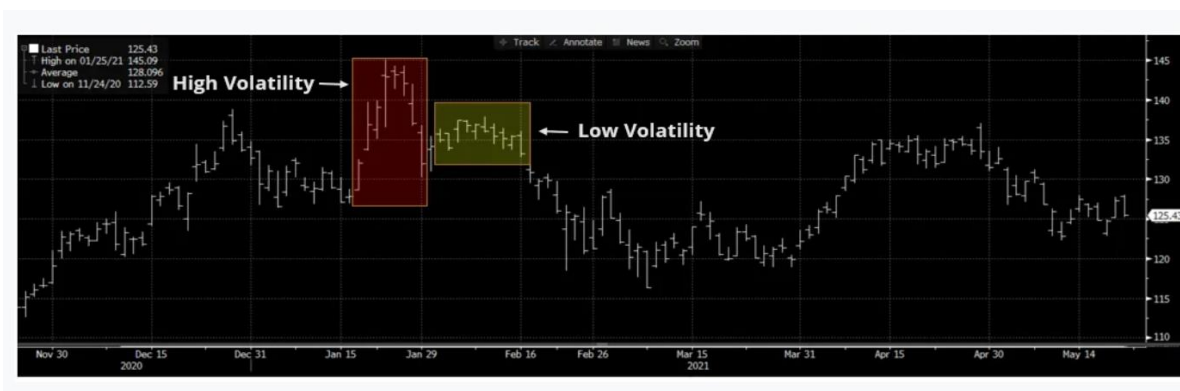 Track Annotate News Zoom
Last Price 125.43
High on 01/25/21 145.09
Average 128.096
Low on 11/24/20 112.59
High Volatility
Low Volatility
145
140
135
130
125.43
120
115
110
Nov 30 Dec 15 Dec 31 Jan 15 Jan 29 Feb 16 Feb 26 Mar 15 Mar 31 Apr 15 Apr 30 May 14
2020 2021